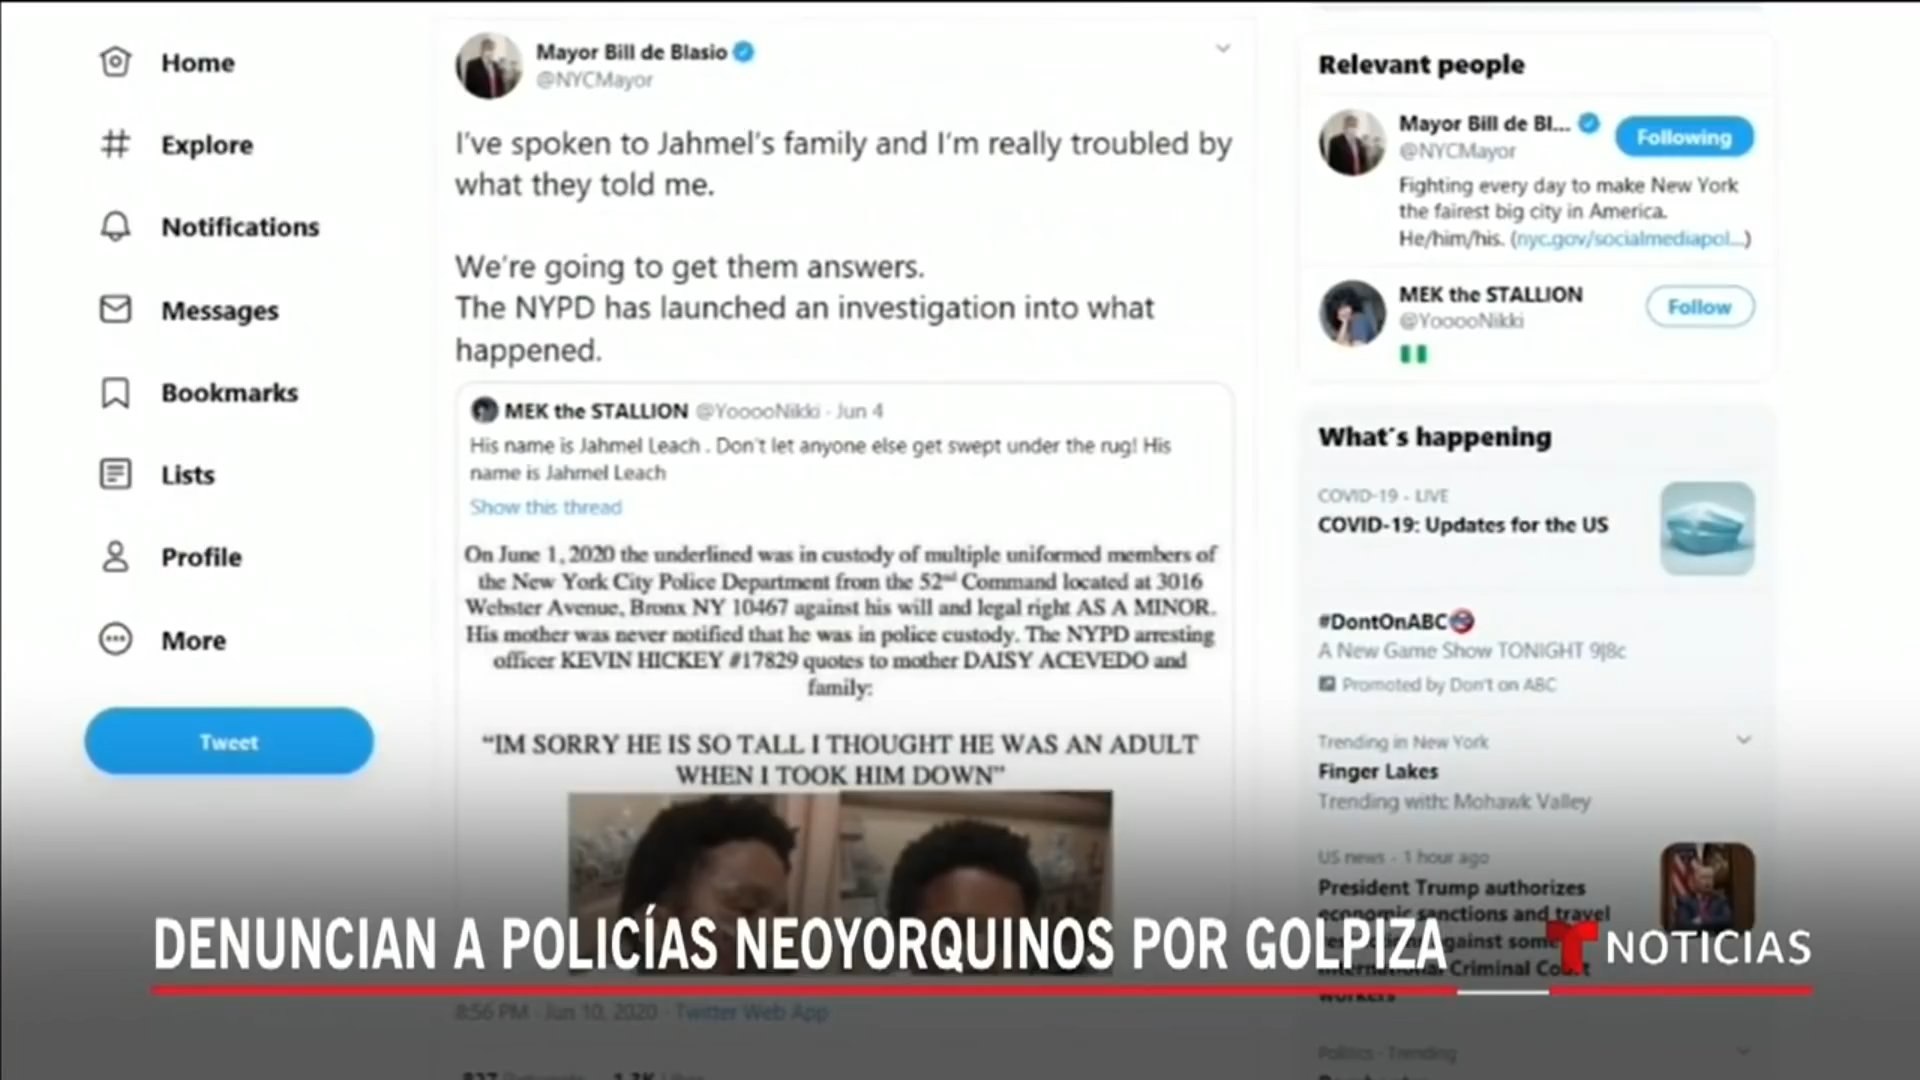 Home
Explore
Notifications
Messages
Bookmarks
Lists
Profile
More
Tweet
Mayor Bill de Blasio
@NYCMayor
I've spoken to Jahmel's family and I'm really troubled by
what they told me.
We're going to get them answers.
The NYPD has launched an investigation into what
happened.
MEK the STALLION @YooooNikki · Jun 4
His name is Jahmel Leach . Don't let anyone else get swept under the rug! His
name is Jahmel Leach
Show this thread
On June 1, 2020 the underlined was in custody of multiple uniformed members of
the New York City Police Department from the 52nd Command located at 3016
Webster Avenue, Bronx NY 10467 against his will and legal right AS A MINOR.
His mother was never notified that he was in police custody. The NYPD arresting
officer KEVIN HICKEY #17829 quotes to mother DAISY ACEVEDO and
family:
"IM SORRY HE IS SO TALL I THOUGHT HE WAS AN ADULT
WHEN I TOOK HIM DOWN"
8:56 PM · Jun 10, 2020 · Twitter Web App
Relevant people
Mayor Bill de Bl...
@NYCMayor
Following
Fighting every day to make New York
the fairest big city in America.
He/him/his. (nyc.gov/socialmediapol...)
MEK the STALLION
@YooooNikki
Follow
What's happening
COVID-19 · LIVE
COVID-19: Updates for the US
#DontOnABC
A New Game Show TONIGHT 9|8c
Promoted by Don't on ABC
Trending in New York
Finger Lakes
Trending with: Mohawk Valley
US news · 1 hour ago
President Trump authorizes
economic sanctions and travel
against some
International Criminal Court
workers
Politics · Trending
DENUNCIAN A POLICÍAS NEOYORQUINOS POR GOLPIZA
T NOTICIAS